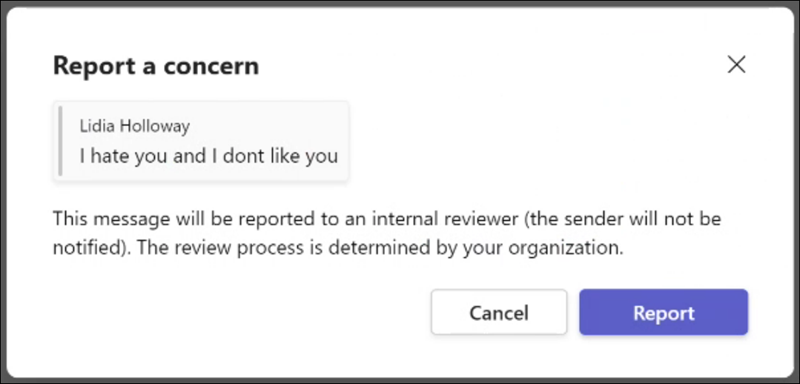 Report a concern
Lidia Holloway
I hate you and I dont like you
This message will be reported to an internal reviewer (the sender will not be
notified). The review process is determined by your organization.
Cancel
Report